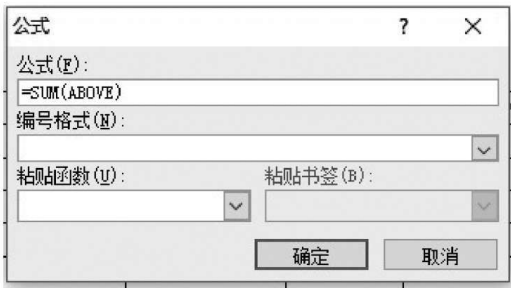 公式 ?
公式(F):
=SUM(ABOVE)
编号格式(N):
粘贴函数(U): 粘贴书签(B):
确定 取消